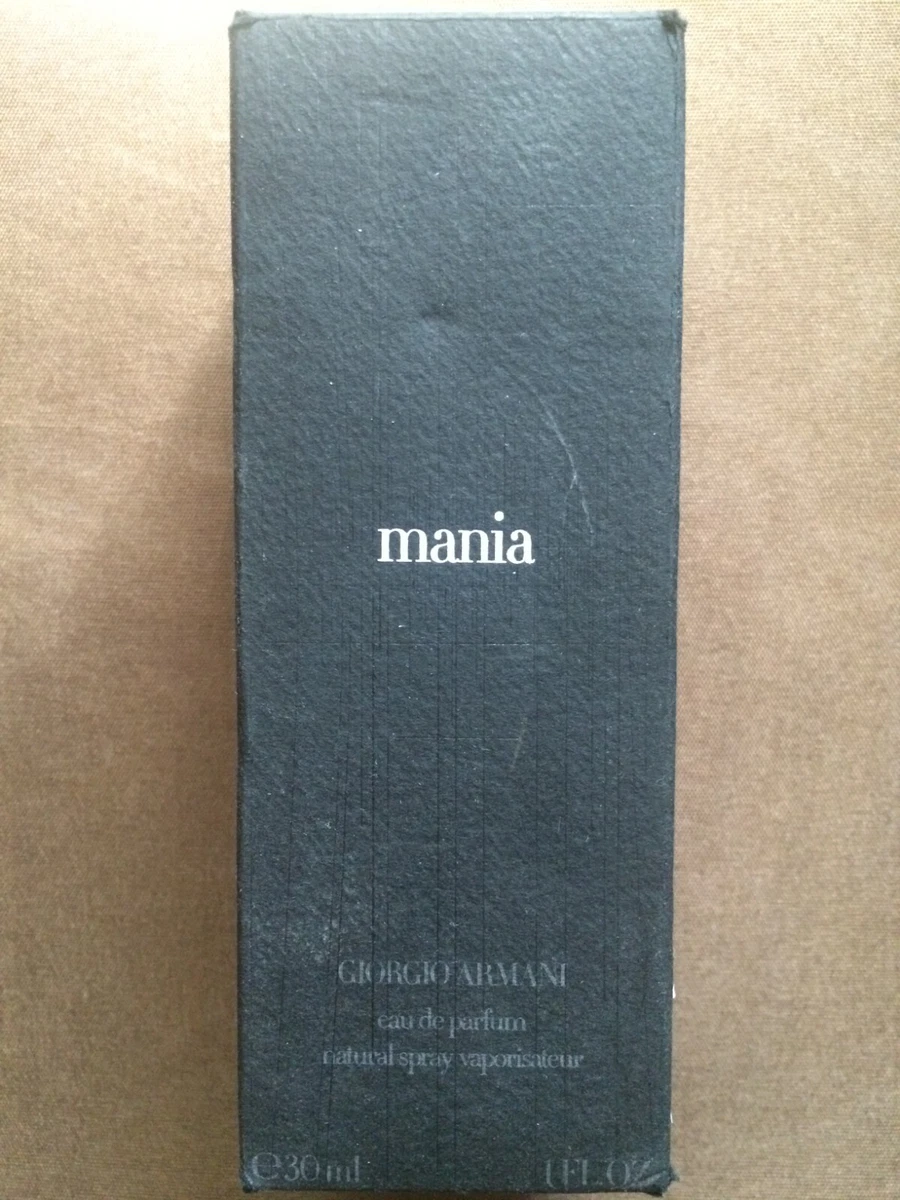 mania
GIORGIO ARMANI
eau de parfum
natural spray vaporisateur
℮30 ml 1 FL. OZ.